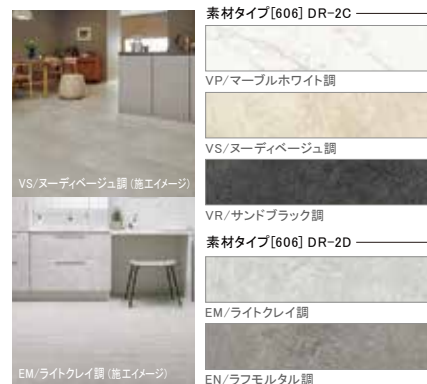 素材タイプ[606] DR-2C
VP/マーブルホワイト調
VS/ヌーディベージュ調
VR/サンドブラック調
素材タイプ[606] DR-2D
EM/ライトクレイ調
EN/ラフモルタル調
VS/ヌーディベージュ調(施工イメージ)
EM/ライトクレイ調(施工イメージ)